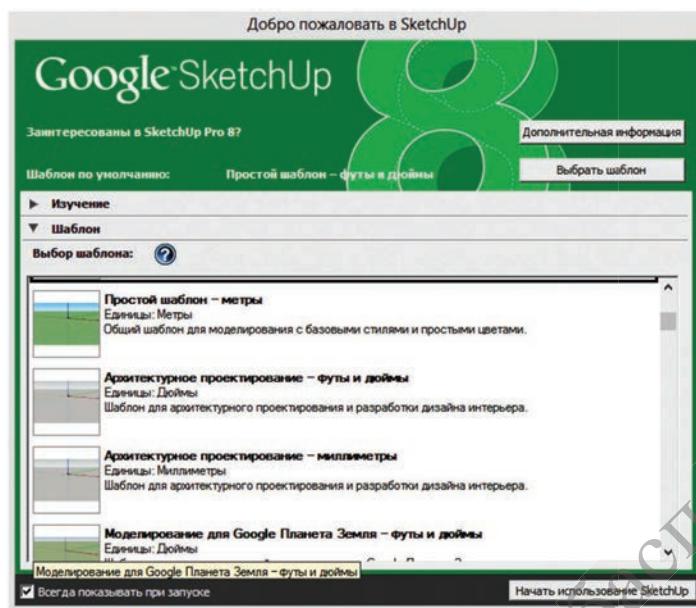 Добро пожаловать в SketchUp
Google SketchUp 8
Заинтересованы в SketchUp Pro 8?
Дополнительная информация
Шаблон по умолчанию: Простой шаблон – футы и дюймы
Выбрать шаблон
Изучение
Шаблон
Выбор шаблона:
Простой шаблон – метры
Единицы: Метры
Общий шаблон для моделирования с базовыми стилями и простыми цветами.
Архитектурное проектирование – футы и дюймы
Единицы: Дюймы
Шаблон для архитектурного проектирования и разработки дизайна интерьера.
Архитектурное проектирование – миллиметры
Единицы: Миллиметры
Шаблон для архитектурного проектирования и разработки дизайна интерьера.
Моделирование для Google Планета Земля – футы и дюймы
Единицы: Дюймы
Моделирование для Google Планета Земля – футы и дюймы
Всегда показывать при запуске
Начать использование SketchUp